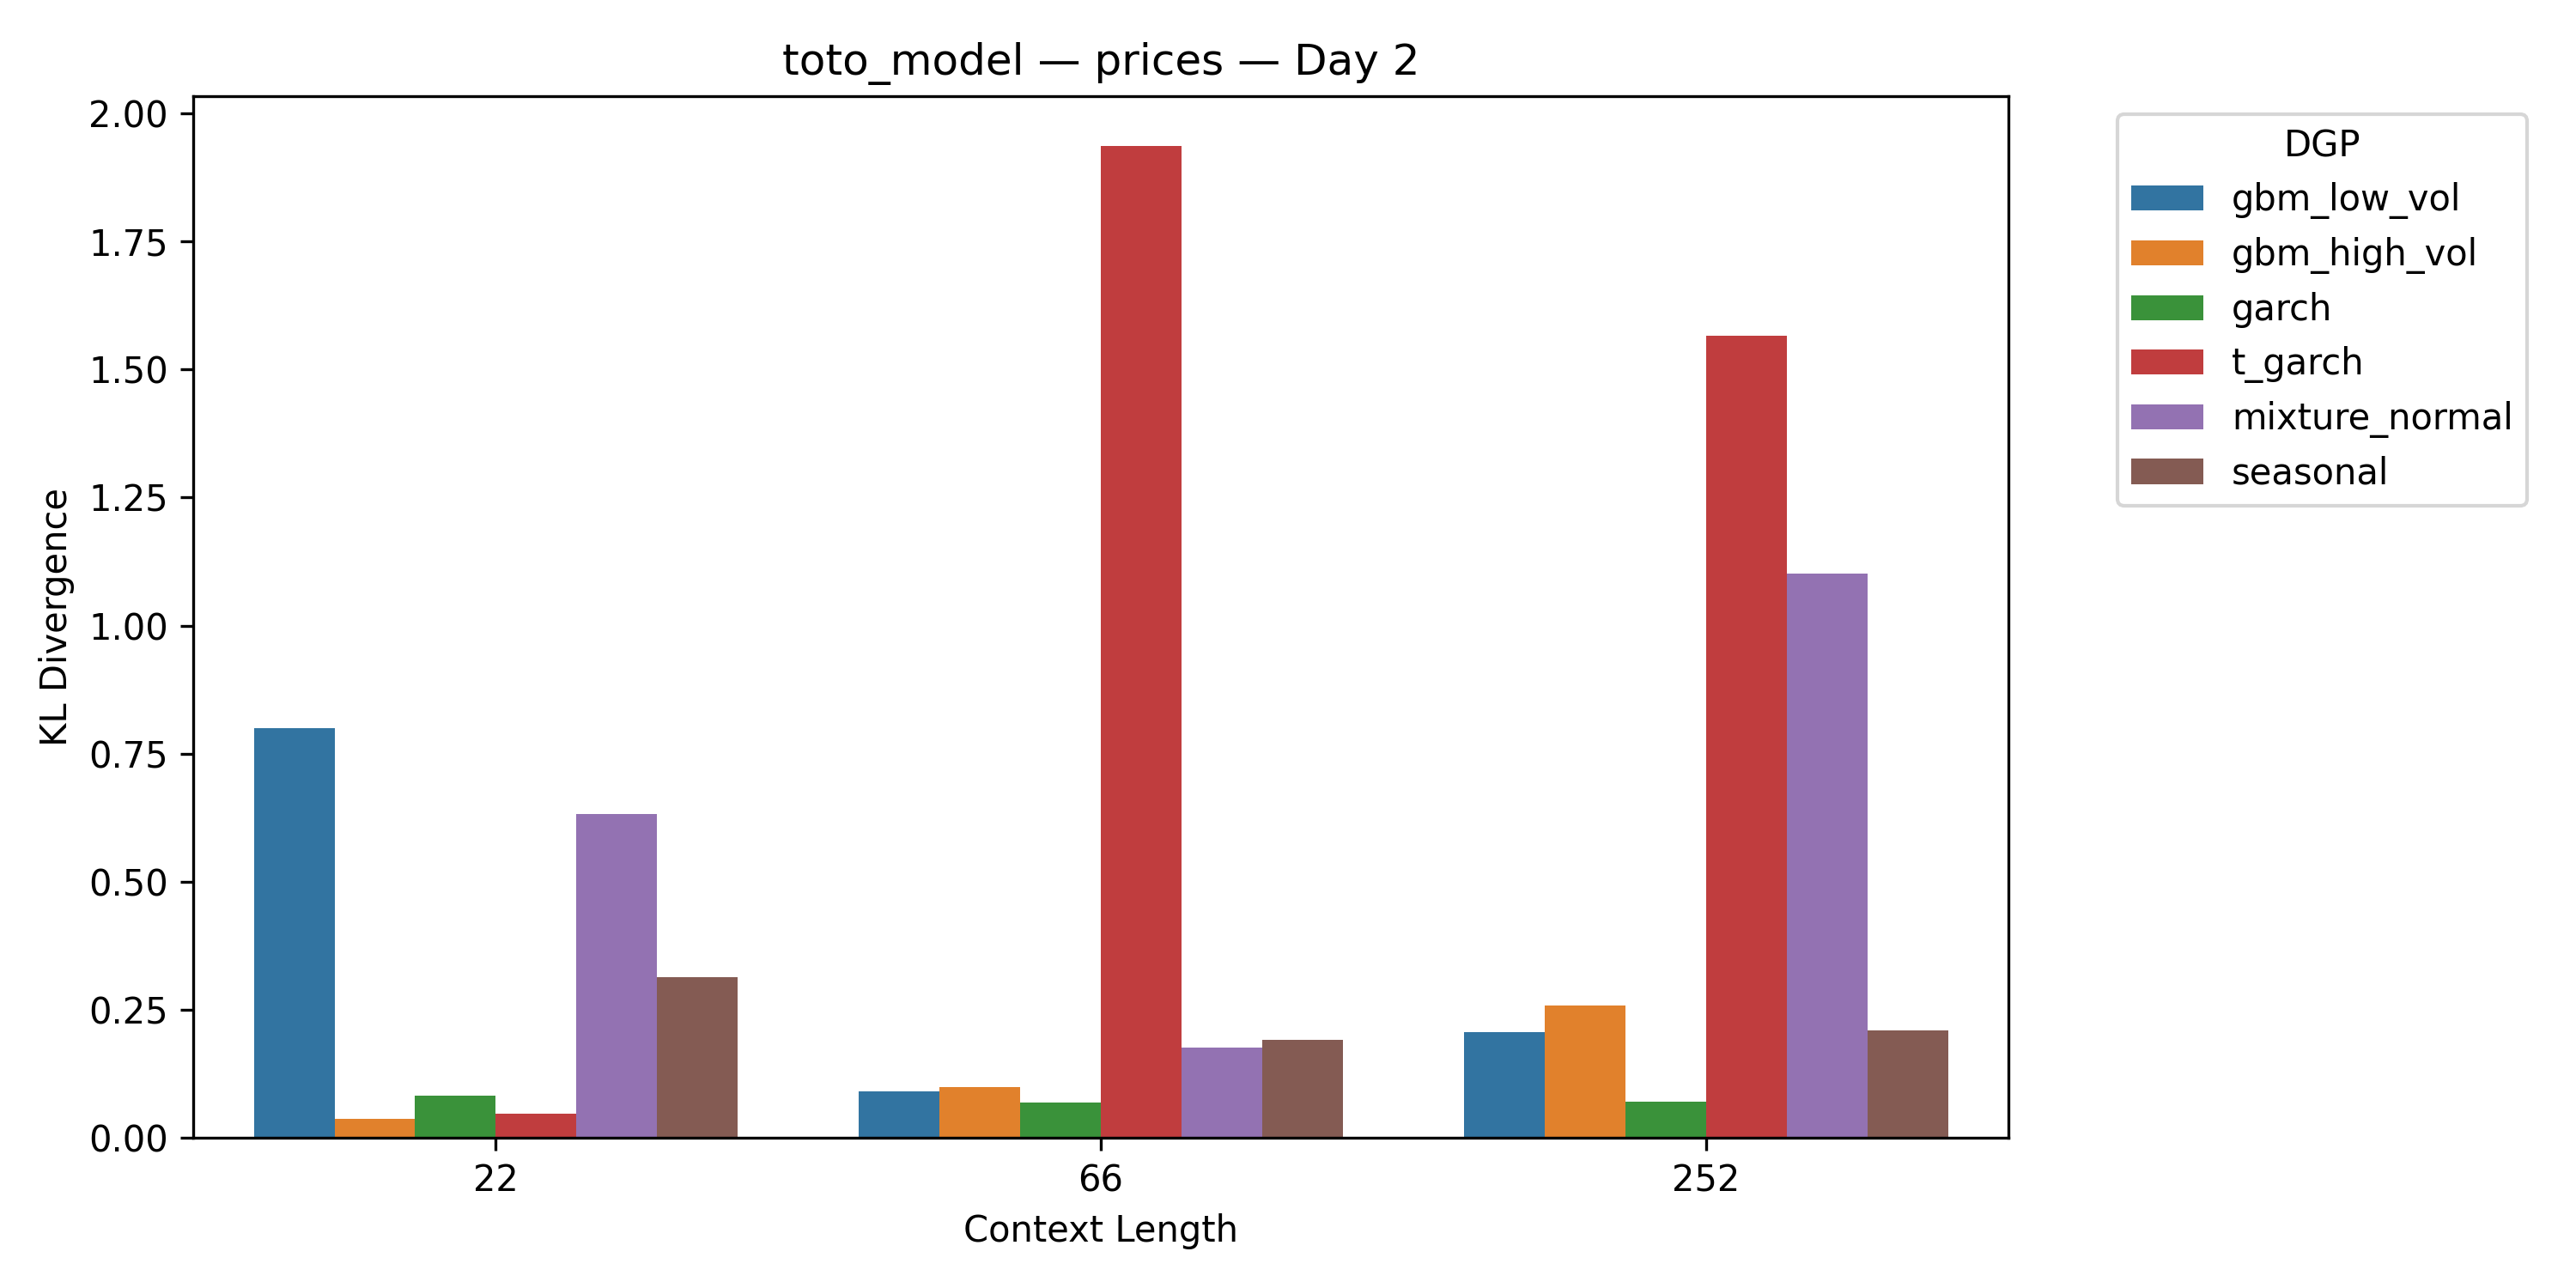 toto_model — prices — Day 2
2.00
1.75
1.50
1.25
1.00
0.75
0.50
0.25
0.00
KL Divergence
22
66
252
Context Length
DGP
gbm_low_vol
gbm_high_vol
garch
t_garch
mixture_normal
seasonal